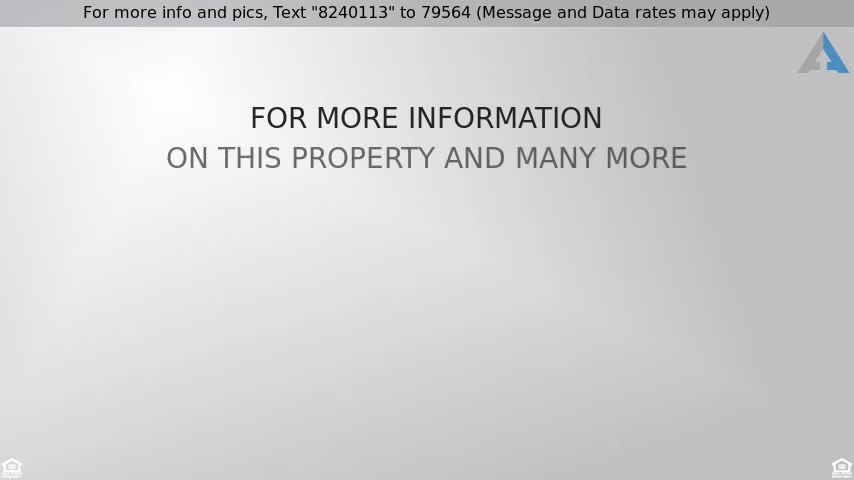 For more info and pics, Text "8240113" to 79564 (Message and Data rates may apply)
FOR MORE INFORMATION
ON THIS PROPERTY AND MANY MORE